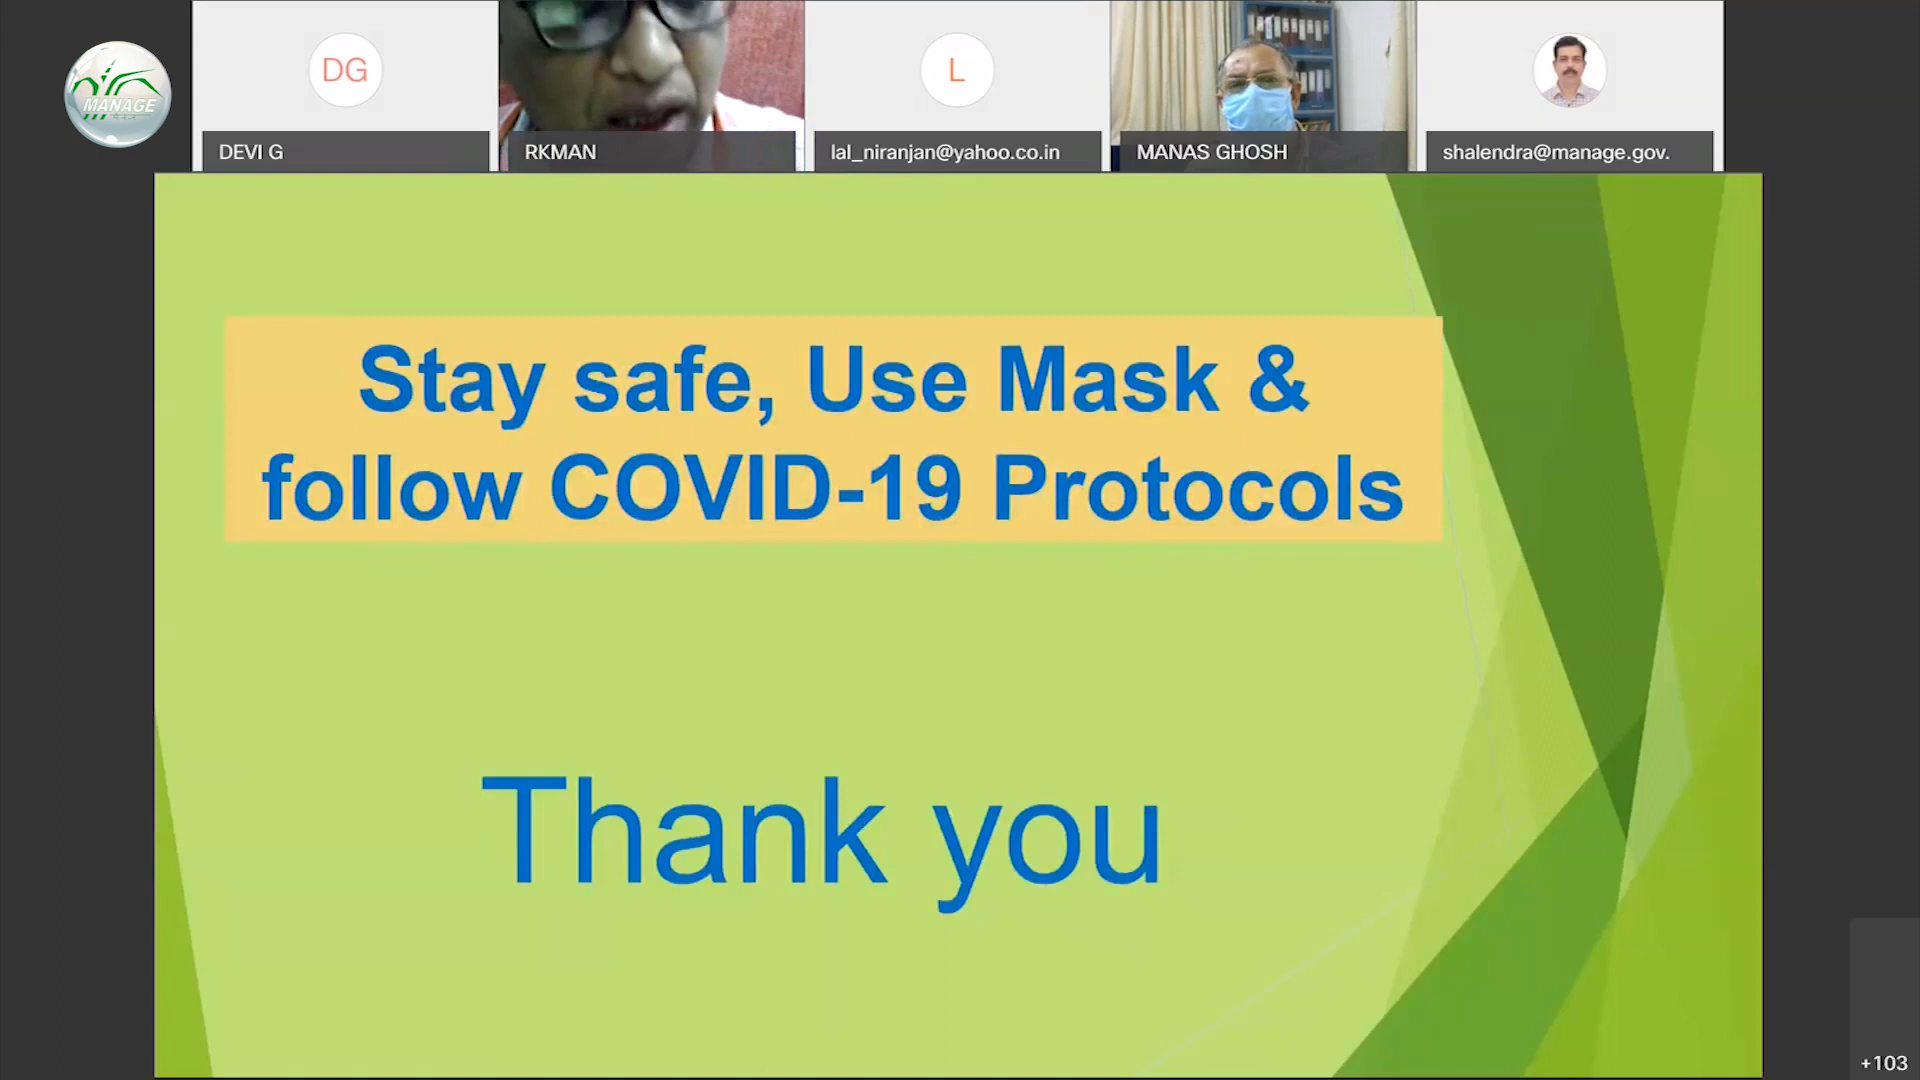 MANAGE
DG
L
DEVI G
RKMAN
lal_niranjan@yahoo.co.in
MANAS GHOSH
shalendra@manage.gov.
Stay safe, Use Mask &
follow COVID-19 Protocols
Thank you
+103